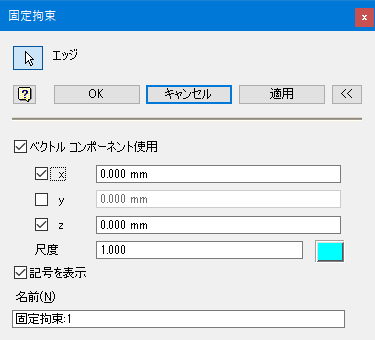 固定拘束
エッジ
OK キャンセル 適用 <<
ベクトル コンポーネント使用
x 0.000 mm
y 0.000 mm
z 0.000 mm
尺度 1.000
記号を表示
名前(N)
固定拘束:1